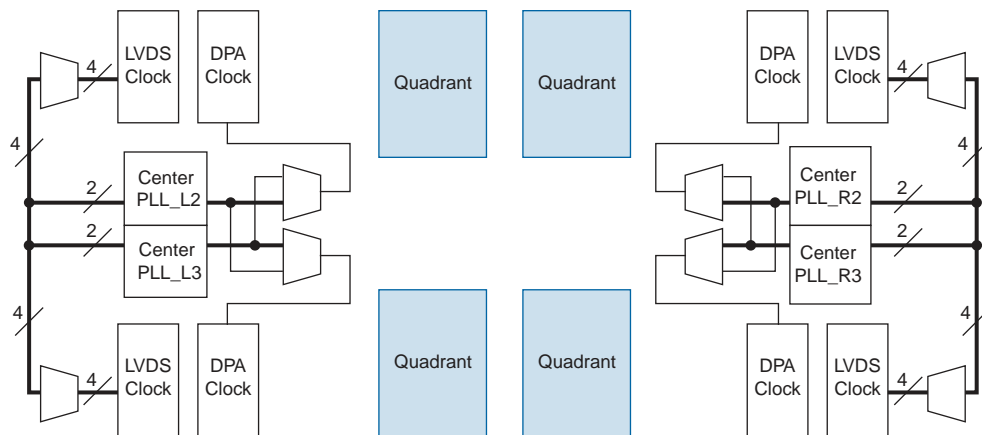 LVDS
Clock
DPA
Clock
Quadrant
Quadrant
DPA
Clock
LVDS
Clock
4
4
4
4
Center
PLL_L2
2
Center
PLL_R2
2
Center
PLL_L3
2
Center
PLL_R3
2
4
4
LVDS
Clock
DPA
Clock
Quadrant
Quadrant
DPA
Clock
LVDS
Clock
4
4